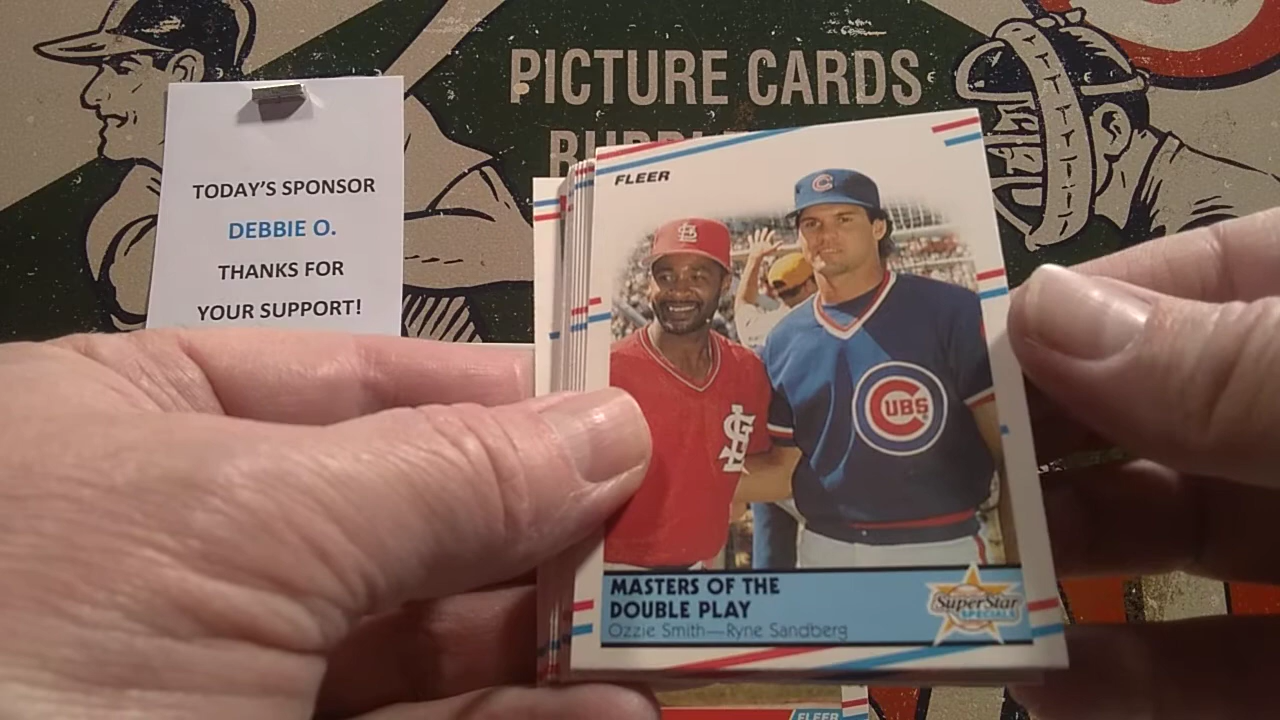 PICTURE CARDS
TODAY'S SPONSOR
DEBBIE O.
THANKS FOR
YOUR SUPPORT!
FLEER
C
CUBS
MASTERS OF THE
DOUBLE PLAY
Ozzie Smith—Ryne Sandberg
SuperStar
SPECIALS
FLEER